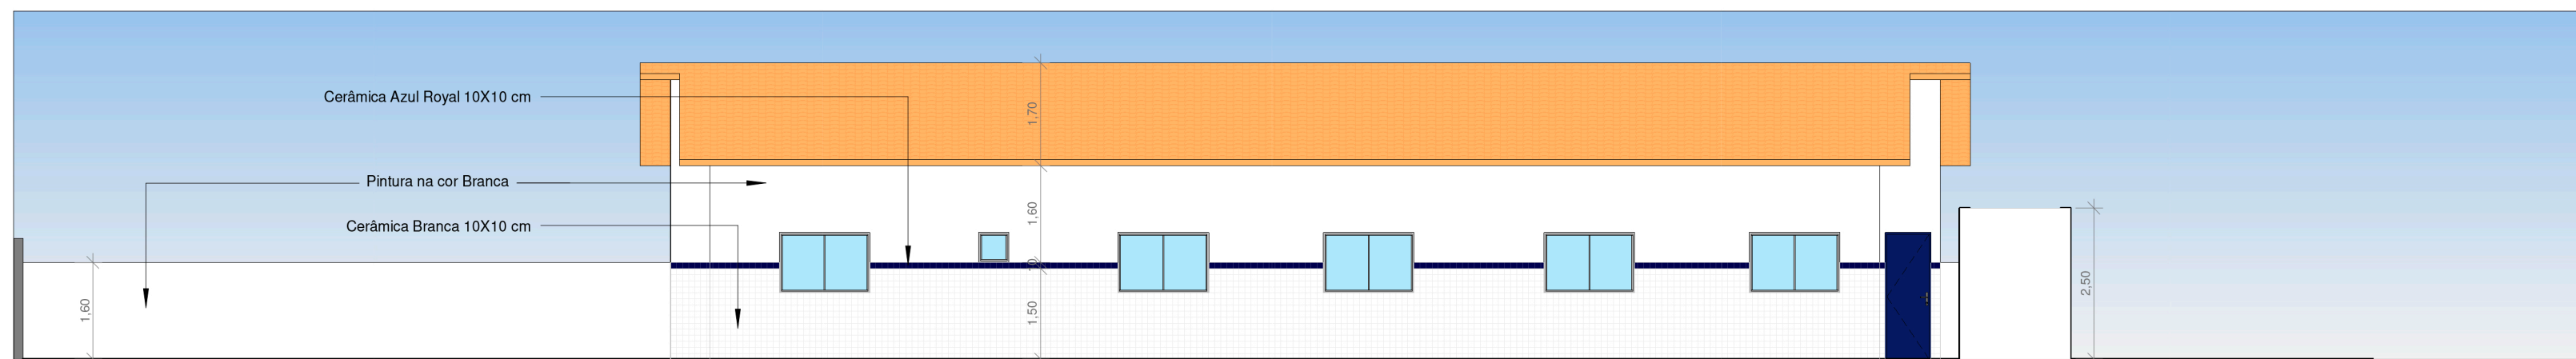 Cerâmica Azul Royal 10X10 cm
1,70
Pintura na cor Branca
1,60
Cerâmica Branca 10X10 cm
1,60
1,50
2,50